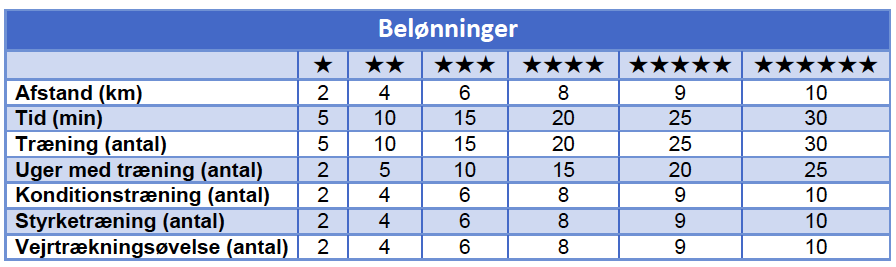 Belønninger
★ ★★ ★★★ ★★★★ ★★★★★ ★★★★★★
Afstand (km) 2 4 6 8 9 10
Tid (min) 5 10 15 20 25 30
Træning (antal) 5 10 15 20 25 30
Uger med træning (antal) 2 5 10 15 20 25
Konditionstræning (antal) 2 4 6 8 9 10
Styrketræning (antal) 2 4 6 8 9 10
Vejrtrækningsøvelse (antal) 2 4 6 8 9 10